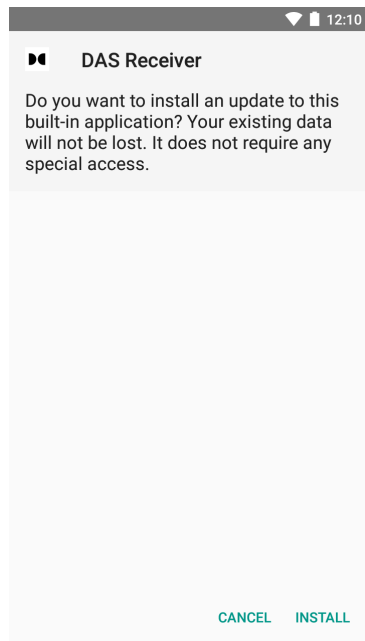 12:10
DAS Receiver
Do you want to install an update to this
built-in application? Your existing data
will not be lost. It does not require any
special access.
CANCEL INSTALL